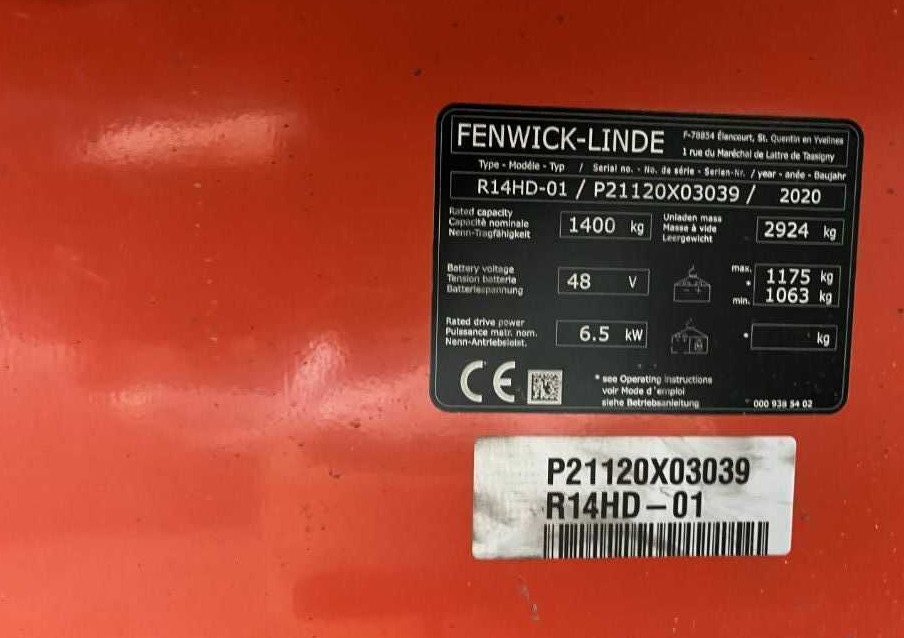 FENWICK-LINDE
F-78854 Élancourt, St. Quentin en Yvelines
1 rue du Maréchal de Lattre de Tassigny
Type - Modéle - Typ / Serial no. - No. de série - Serien-Nr. / year - anée - Baujahr
R14HD-01 / P21120X03039 / 2020
Rated capacity
Capacité nominale
Nenn-Tragfähigkeit
1400 kg
Unladen mass
Masse à vide
Leergewicht
2924 kg
Battery voltage
Tension batterie
Batteriespannung
48 V
max. 1175 kg
*
min. 1063 kg
Rated drive power
Puissance motr. nom.
Nenn-Antriebsleist.
6.5 kW
* kg
CE
* see Operating instructions
voir Mode d'emploi
siehe Betriebsanleitung
000 938 54 02
P21120X03039
R14HD-01